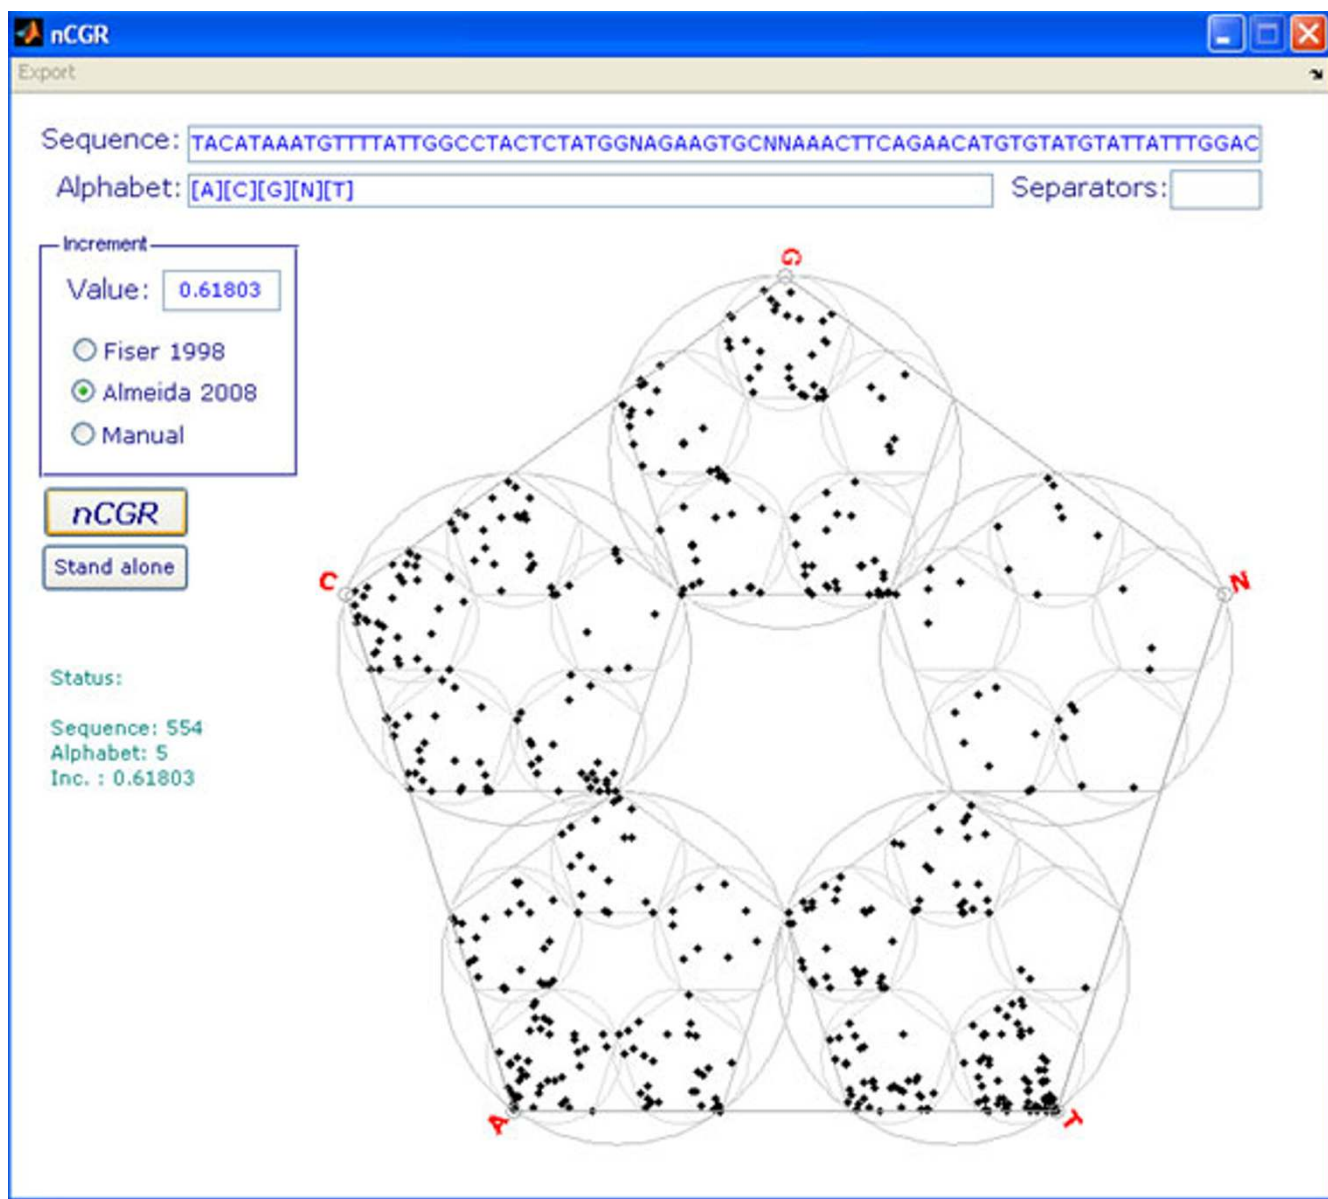 nCGR
Export
Sequence: TACATAAATGTTTTATTGGCCTACTCTATGGNAGAAGTGCNNAAACTTCAGAACATGTGTATGTATTATTTGGAC
Alphabet: [A][C][G][N][T] Separators:
Increment
Value: 0.61803
Fiser 1998
Almeida 2008
Manual
nCGR
Stand alone
G
C
N
Status:
Sequence: 554
Alphabet: 5
Inc. : 0.61803
A
T